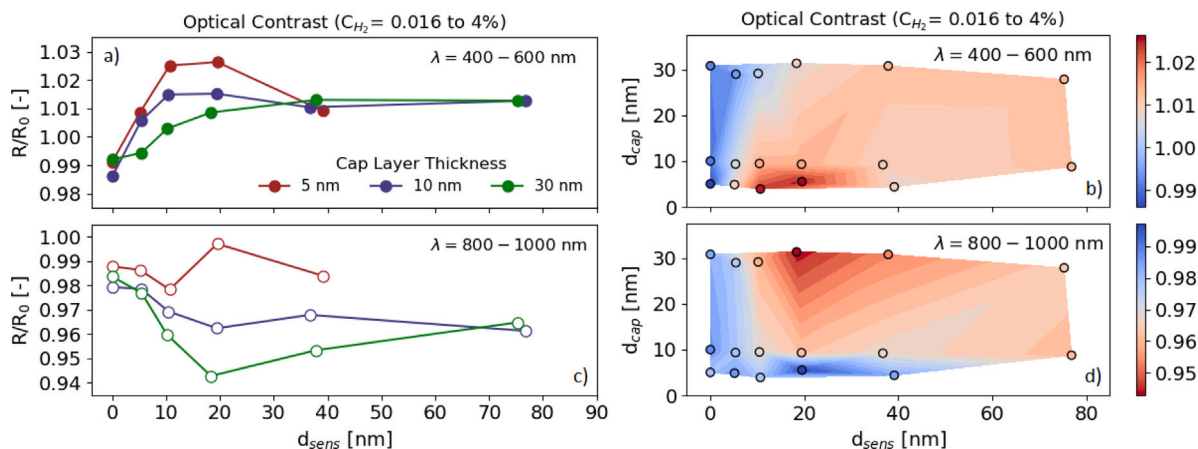 Optical Contrast (C_H2= 0.016 to 4%)
a)
λ = 400 − 600 nm
1.03
1.02
1.01
1.00
0.99
0.98
R/R0 [-]
Cap Layer Thickness
5 nm 10 nm 30 nm
λ = 800 − 1000 nm
1.00
0.99
0.98
0.97
0.96
0.95
0.94
R/R0 [-]
c)
0 10 20 30 40 50 60 70 80 90
d_sens [nm]
Optical Contrast (C_H2= 0.016 to 4%)
λ = 400 − 600 nm
30
20
10
0
d_cap [nm]
b)
1.02
1.01
1.00
0.99
λ = 800 − 1000 nm
30
20
10
0
d_cap [nm]
d)
0 20 40 60 80
d_sens [nm]
0.99
0.98
0.97
0.96
0.95